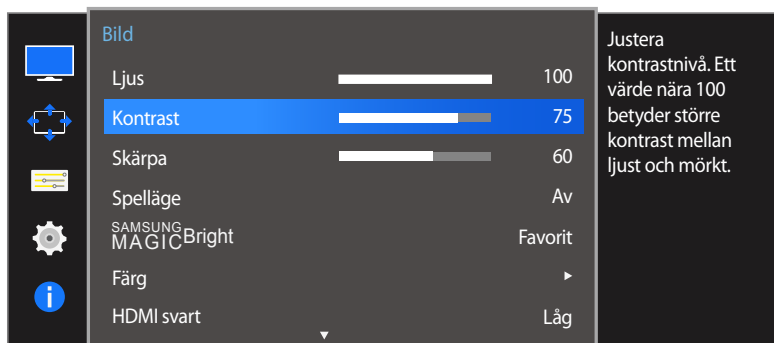 Bild
Ljus 100
Kontrast 75
Skärpa 60
Spelläge Av
SAMSUNG
MAGICBright Favorit
Färg
HDMI svart Låg
Justera
kontrastnivå. Ett
värde nära 100
betyder större
kontrast mellan
ljust och mörkt.